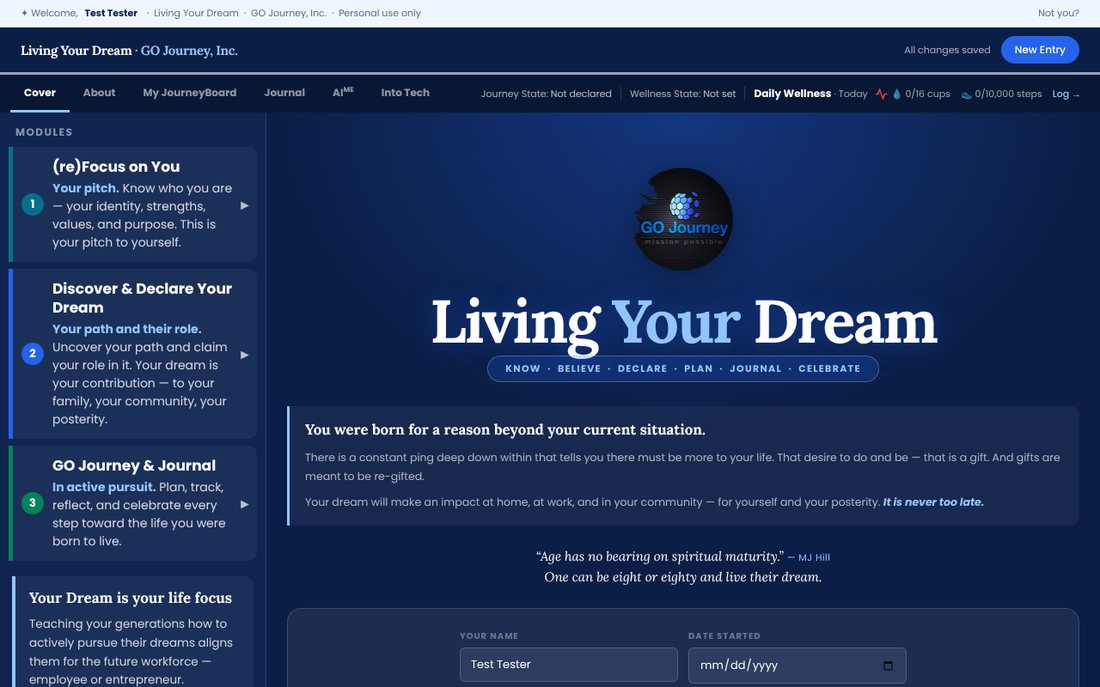 ✦ Welcome, Test Tester · Living Your Dream · GO Journey, Inc. · Personal use only
Not you?
Living Your Dream · GO Journey, Inc.
All changes saved
New Entry
Cover
About
My JourneyBoard
Journal
AIᴹᴱ
Into Tech
Journey State: Not declared
Wellness State: Not set
Daily Wellness · Today
0/16 cups
0/10,000 steps
Log →
MODULES
1
(re)Focus on You
Your pitch. Know who you are
— your identity, strengths,
values, and purpose. This is
your pitch to yourself.
▶
2
Discover & Declare Your
Dream
Your path and their role.
Uncover your path and claim
your role in it. Your dream is
your contribution — to your
family, your community, your
posterity.
▶
3
GO Journey & Journal
In active pursuit. Plan, track,
reflect, and celebrate every
step toward the life you were
born to live.
▶
Your Dream is your life focus
Teaching your generations how to
actively pursue their dreams aligns
them for the future workforce —
employee or entrepreneur.
GO Journey
mission possible
Living Your Dream
KNOW · BELIEVE · DECLARE · PLAN · JOURNAL · CELEBRATE
You were born for a reason beyond your current situation.
There is a constant ping deep down within that tells you there must be more to your life. That desire to do and be — that is a gift. And gifts are
meant to be re-gifted.
Your dream will make an impact at home, at work, and in your community — for yourself and your posterity. It is never too late.
“Age has no bearing on spiritual maturity.” — MJ Hill
One can be eight or eighty and live their dream.
YOUR NAME
Test Tester
DATE STARTED
mm/dd/yyyy